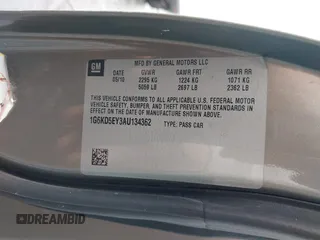 GM
MFD BY GENERAL MOTORS LLC
DATE GVWR GAWR FRT GAWR RR
05/10 2295 KG 1224 KG 1071 KG
5059 LB 2697 LB 2362 LB
THIS VEHICLE CONFORMS TO ALL APPLICABLE U.S. FEDERAL
MOTOR VEHICLE SAFETY, BUMPER, AND THEFT PREVENTION
STANDARDS IN EFFECT ON THE DATE OF MANUFACTURE SHOWN ABOVE.
1G6KD5EY3AU134362
TYPE: PASS CAR
DREAMBID